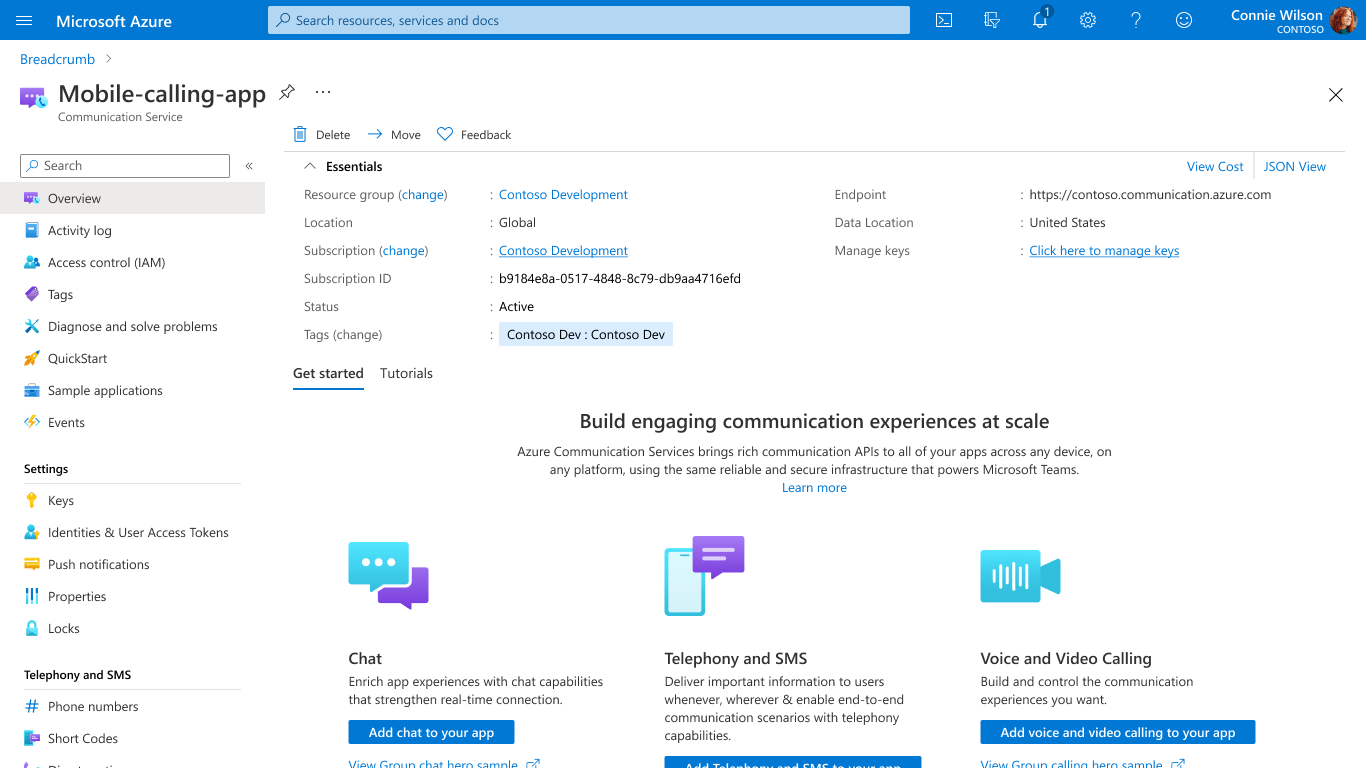 Microsoft Azure
Search resources, services and docs
1
Connie Wilson
CONTOSO
Breadcrumb
Mobile-calling-app
Communication Service
Search
Overview
Activity log
Access control (IAM)
Tags
Diagnose and solve problems
QuickStart
Sample applications
Events
Settings
Keys
Identities & User Access Tokens
Push notifications
Properties
Locks
Telephony and SMS
Phone numbers
Short Codes
Delete Move Feedback
Essentials
View Cost JSON View
Resource group (change) : Contoso Development
Location : Global
Subscription (change) : Contoso Development
Subscription ID : b9184e8a-0517-4848-8c79-db9aa4716efd
Status : Active
Tags (change) : Contoso Dev : Contoso Dev
Endpoint : https://contoso.communication.azure.com
Data Location : United States
Manage keys : Click here to manage keys
Get started Tutorials
Build engaging communication experiences at scale
Azure Communication Services brings rich communication APIs to all of your apps across any device, on
any platform, using the same reliable and secure infrastructure that powers Microsoft Teams.
Learn more
Chat
Enrich app experiences with chat capabilities
that strengthen real-time connection.
Add chat to your app
View Group chat hero sample
Telephony and SMS
Deliver important information to users
whenever, wherever & enable end-to-end
communication scenarios with telephony
capabilities.
Add Telephony and SMS to your app
Voice and Video Calling
Build and control the communication
experiences you want.
Add voice and video calling to your app
View Group calling hero sample